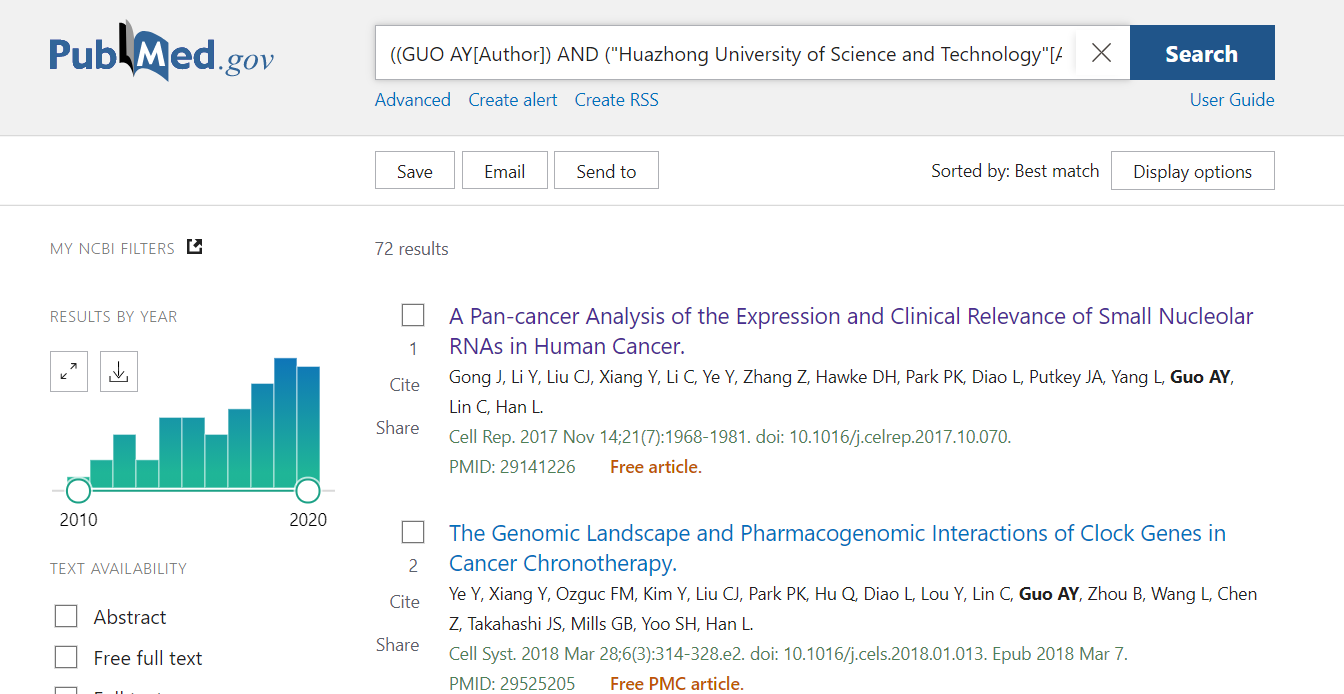 PubMed.gov
((GUO AY[Author]) AND ("Huazhong University of Science and Technology"[A
Search
Advanced Create alert Create RSS User Guide
Save Email Send to Sorted by: Best match Display options
MY NCBI FILTERS
72 results
RESULTS BY YEAR
2010 2020
TEXT AVAILABILITY
Abstract
Free full text
1
Cite
Share
A Pan-cancer Analysis of the Expression and Clinical Relevance of Small Nucleolar
RNAs in Human Cancer.
Gong J, Li Y, Liu CJ, Xiang Y, Li C, Ye Y, Zhang Z, Hawke DH, Park PK, Diao L, Putkey JA, Yang L, Guo AY,
Lin C, Han L.
Cell Rep. 2017 Nov 14;21(7):1968-1981. doi: 10.1016/j.celrep.2017.10.070.
PMID: 29141226 Free article.
2
Cite
Share
The Genomic Landscape and Pharmacogenomic Interactions of Clock Genes in
Cancer Chronotherapy.
Ye Y, Xiang Y, Ozguc FM, Kim Y, Liu CJ, Park PK, Hu Q, Diao L, Lou Y, Lin C, Guo AY, Zhou B, Wang L, Chen
Z, Takahashi JS, Mills GB, Yoo SH, Han L.
Cell Syst. 2018 Mar 28;6(3):314-328.e2. doi: 10.1016/j.cels.2018.01.013. Epub 2018 Mar 7.
PMID: 29525205 Free PMC article.